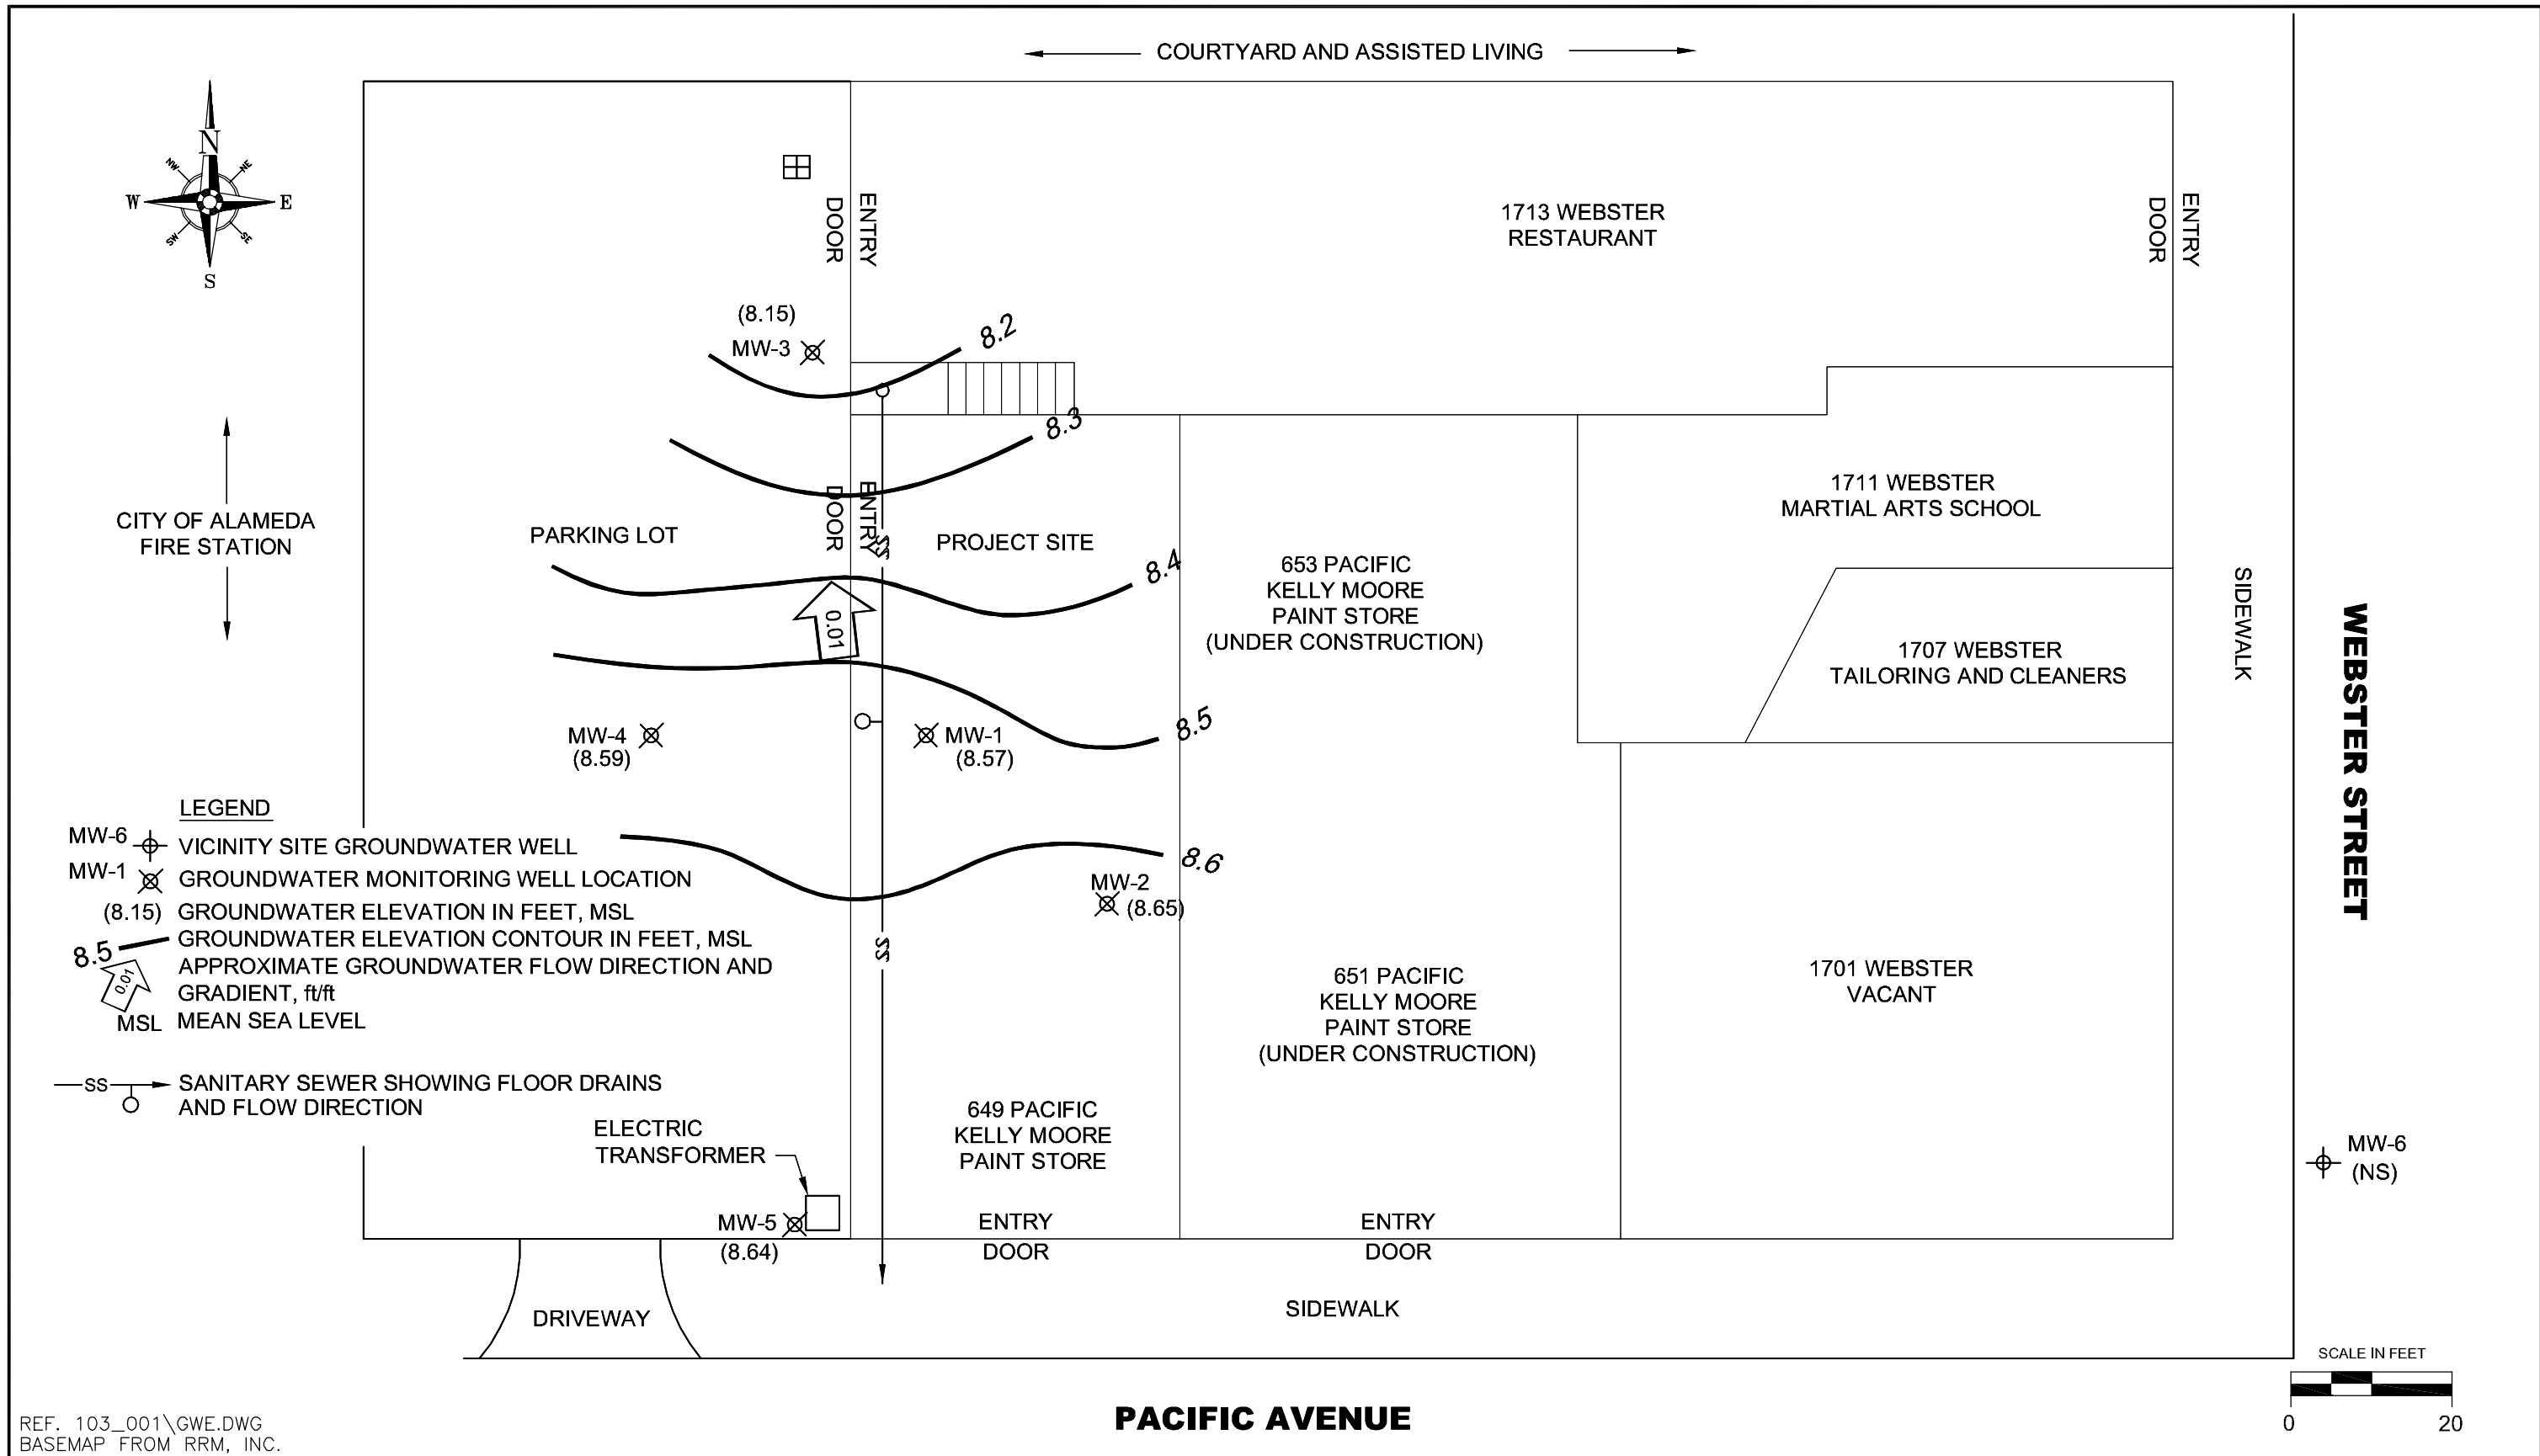 COURTYARD AND ASSISTED LIVING
N
NW
NE
W
E
SW
SE
S
ENTRY
DOOR
1713 WEBSTER
RESTAURANT
ENTRY
DOOR
(8.15)
MW-3
8.2
8.3
CITY OF ALAMEDA
FIRE STATION
PARKING LOT
ENTRY
DOOR
SS
PROJECT SITE
8.4
0.01
653 PACIFIC
KELLY MOORE
PAINT STORE
(UNDER CONSTRUCTION)
1711 WEBSTER
MARTIAL ARTS SCHOOL
1707 WEBSTER
TAILORING AND CLEANERS
SIDEWALK
WEBSTER STREET
MW-4
(8.59)
MW-1
(8.57)
8.5
8.6
MW-2
(8.65)
SS
LEGEND
MW-6 VICINITY SITE GROUNDWATER WELL
MW-1 GROUNDWATER MONITORING WELL LOCATION
(8.15) GROUNDWATER ELEVATION IN FEET, MSL
8.5 GROUNDWATER ELEVATION CONTOUR IN FEET, MSL
0.01 APPROXIMATE GROUNDWATER FLOW DIRECTION AND
GRADIENT, ft/ft
MSL MEAN SEA LEVEL
SS SANITARY SEWER SHOWING FLOOR DRAINS
AND FLOW DIRECTION
651 PACIFIC
KELLY MOORE
PAINT STORE
(UNDER CONSTRUCTION)
1701 WEBSTER
VACANT
649 PACIFIC
KELLY MOORE
PAINT STORE
ELECTRIC
TRANSFORMER
MW-5
(8.64)
ENTRY
DOOR
ENTRY
DOOR
MW-6
(NS)
DRIVEWAY
SIDEWALK
SCALE IN FEET
0 20
PACIFIC AVENUE
REF. 103_001\GWE.DWG
BASEMAP FROM RRM, INC.